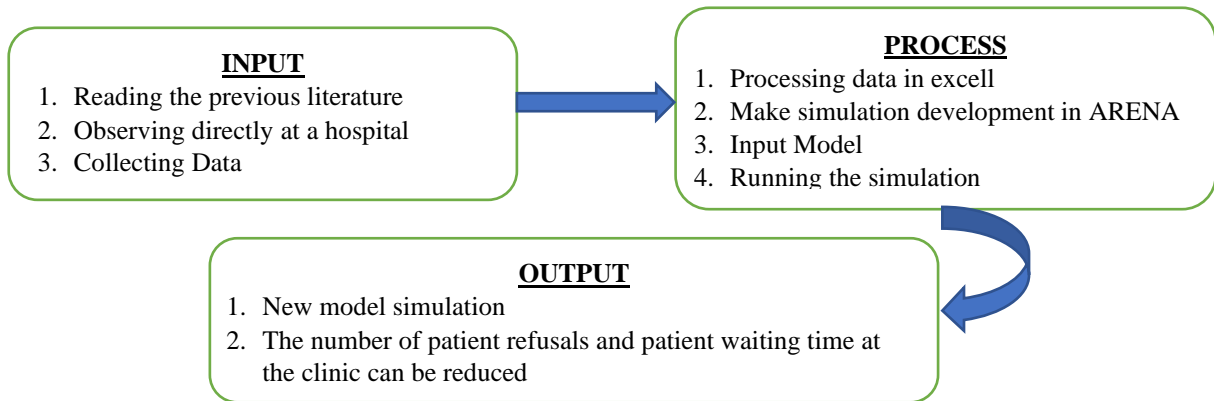 INPUT
1. Reading the previous literature
2. Observing directly at a hospital
3. Collecting Data
PROCESS
1. Processing data in excell
2. Make simulation development in ARENA
3. Input Model
4. Running the simulation
OUTPUT
1. New model simulation
2. The number of patient refusals and patient waiting time at
the clinic can be reduced